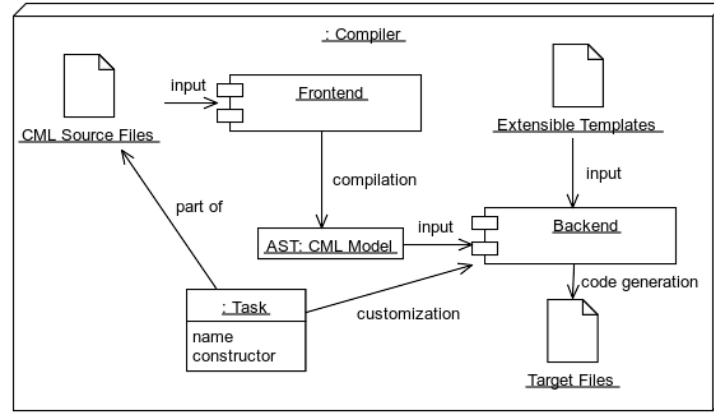 : Compiler
input
Frontend
CML Source Files
Extensible Templates
compilation
input
part of
AST: CML Model
input
Backend
: Task
name
constructor
customization
code generation
Target Files